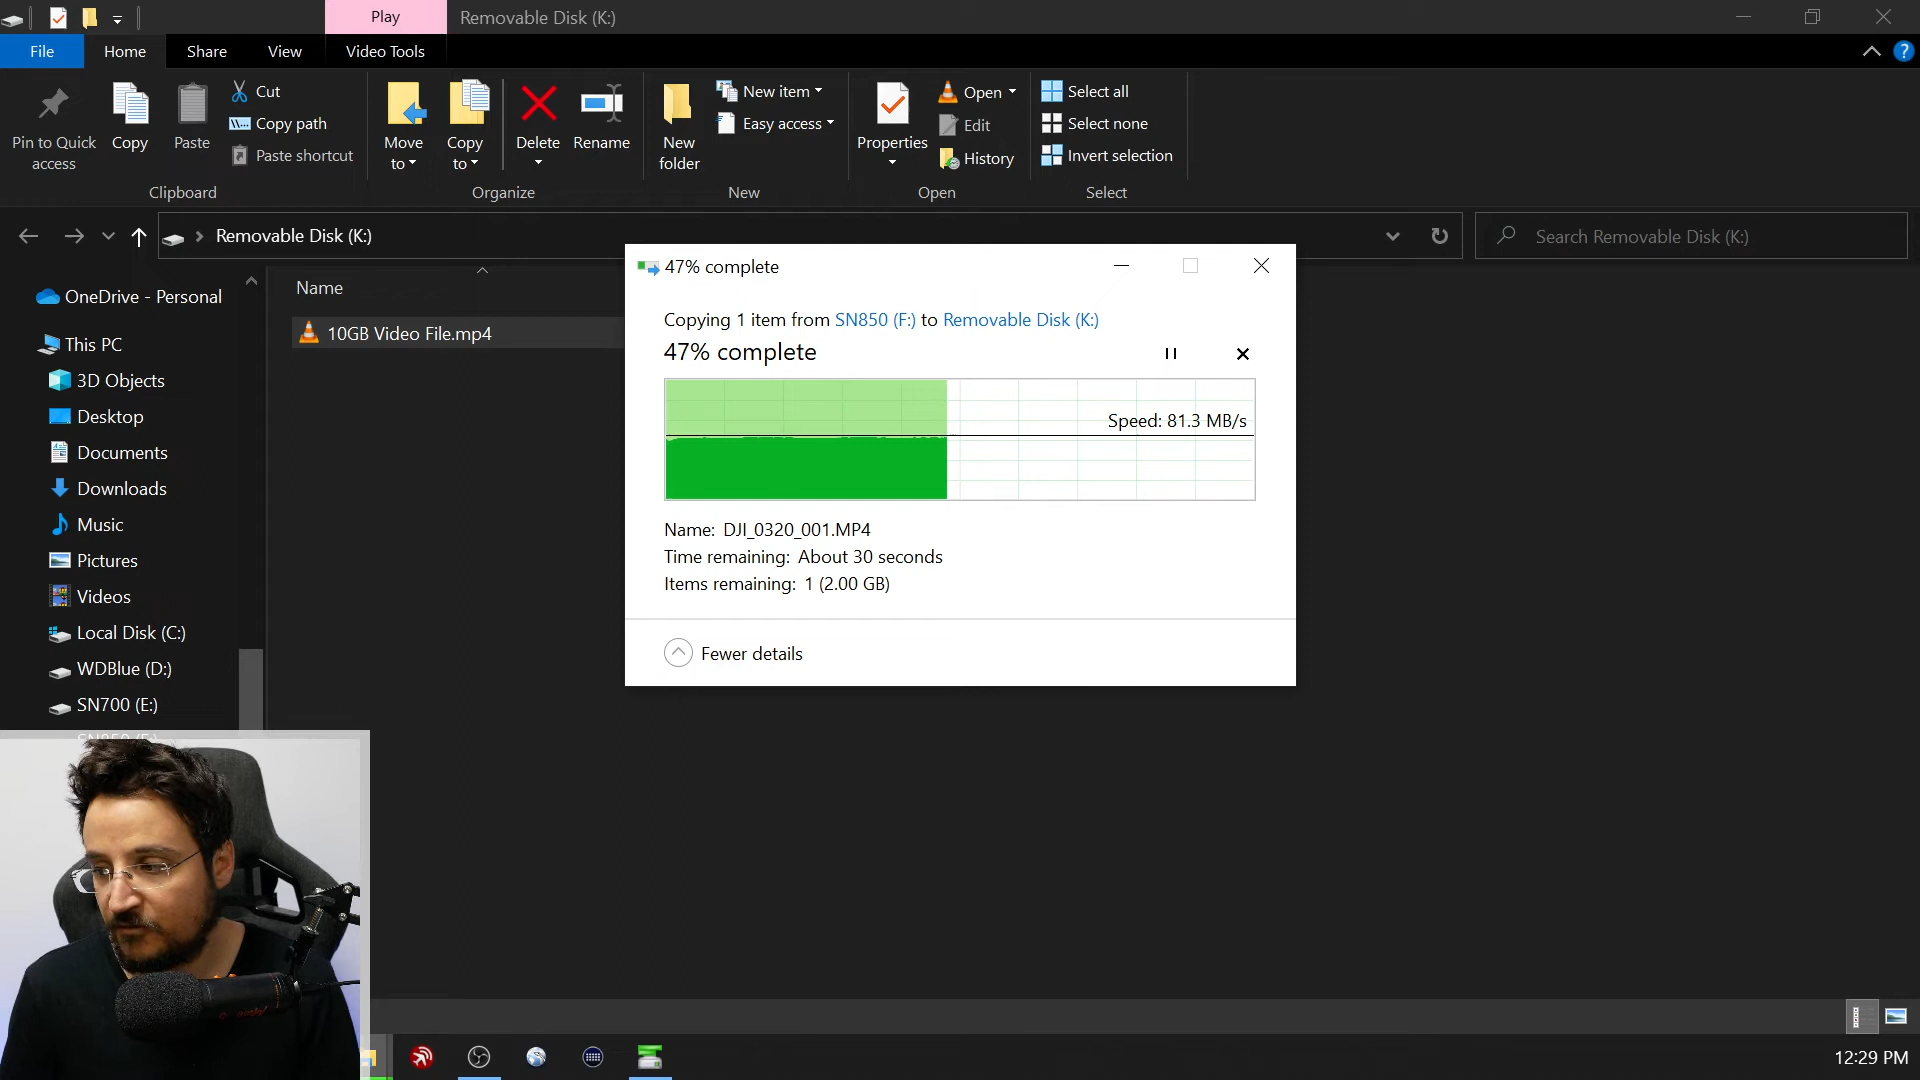 Play
Removable Disk (K:)
File
Home
Share
View
Video Tools
Pin to Quick access
Copy
Paste
Cut
Copy path
Paste shortcut
Clipboard
Move to
Copy to
Delete
Rename
Organize
New folder
New item
Easy access
New
Properties
Open
Edit
History
Open
Select all
Select none
Invert selection
Select
Removable Disk (K:)
Search Removable Disk (K:)
OneDrive - Personal
This PC
3D Objects
Desktop
Documents
Downloads
Music
Pictures
Videos
Local Disk (C:)
WDBlue (D:)
SN700 (E:)
Name
10GB Video File.mp4
47% complete
Copying 1 item from SN850 (F:) to Removable Disk (K:)
47% complete
Speed: 81.3 MB/s
Name: DJI_0320_001.MP4
Time remaining: About 30 seconds
Items remaining: 1 (2.00 GB)
Fewer details
12:29 PM